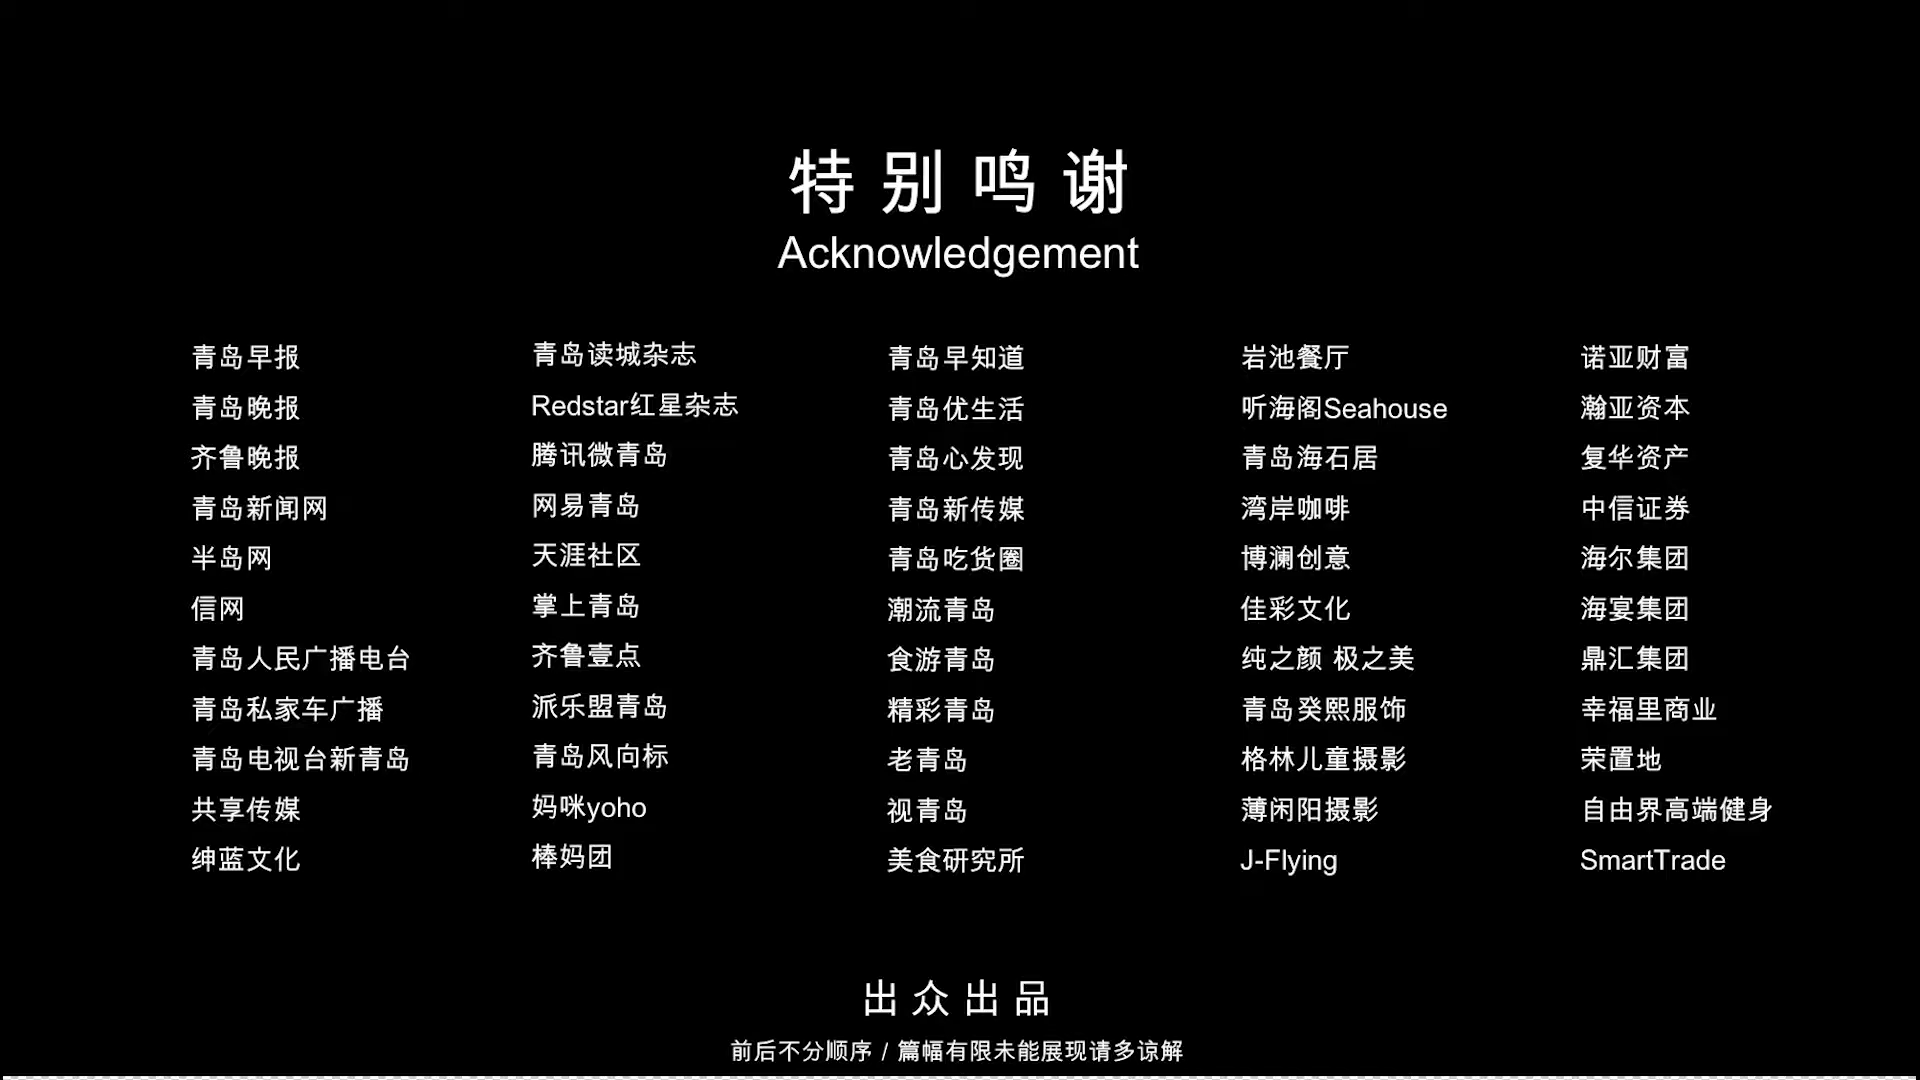 特别鸣谢
Acknowledgement
青岛早报
青岛晚报
齐鲁晚报
青岛新闻网
半岛网
信网
青岛人民广播电台
青岛私家车广播
青岛电视台新青岛
共享传媒
绅蓝文化
青岛读城杂志
Redstar红星杂志
腾讯微青岛
网易青岛
天涯社区
掌上青岛
齐鲁壹点
派乐盟青岛
青岛风向标
妈咪yoho
棒妈团
青岛早知道
青岛优生活
青岛心发现
青岛新传媒
青岛吃货圈
潮流青岛
食游青岛
精彩青岛
老青岛
视青岛
美食研究所
岩池餐厅
听海阁Seahouse
青岛海石居
湾岸咖啡
博澜创意
佳彩文化
纯之颜 极之美
青岛癸熙服饰
格林儿童摄影
薄闲阳摄影
J-Flying
诺亚财富
瀚亚资本
复华资产
中信证券
海尔集团
海宴集团
鼎汇集团
幸福里商业
荣置地
自由界高端健身
SmartTrade
出众出品
前后不分顺序 / 篇幅有限未能展现请多谅解